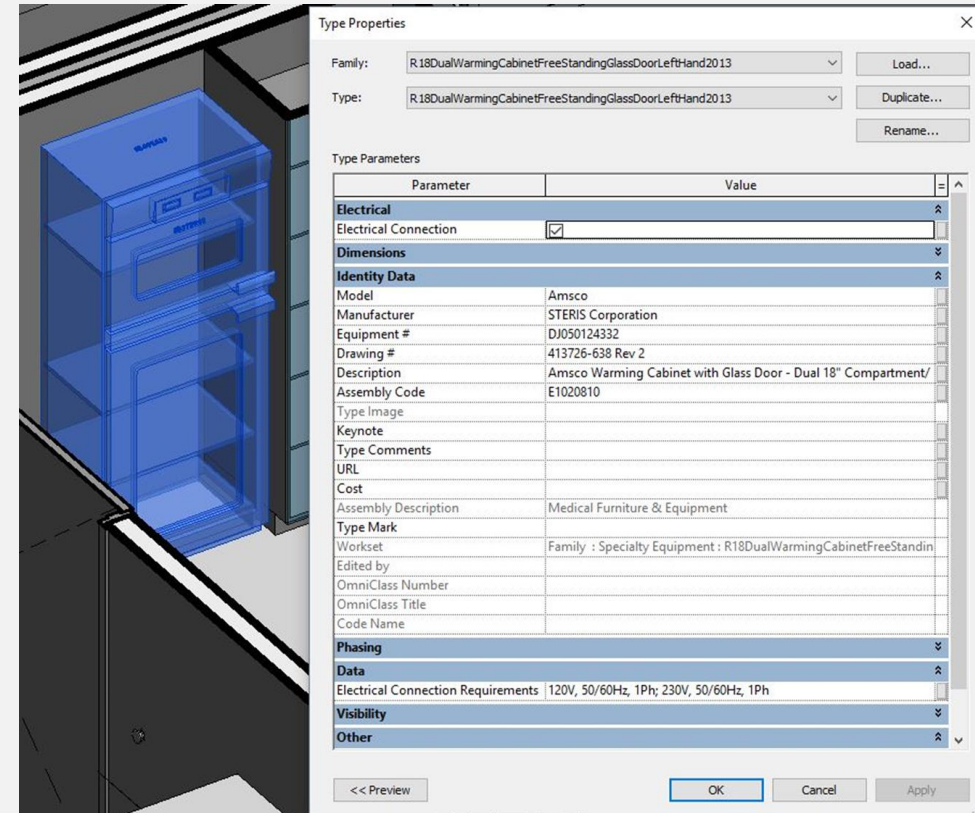 Type Properties
Family: R18DualWarmingCabinetFreeStandingGlassDoorLeftHand2013 Load...
Type: R18DualWarmingCabinetFreeStandingGlassDoorLeftHand2013 Duplicate...
Rename...
Type Parameters
Parameter Value =
Electrical
Electrical Connection
Dimensions
Identity Data
Model Amsco
Manufacturer STERIS Corporation
Equipment # DJ050124332
Drawing # 413726-638 Rev 2
Description Amsco Warming Cabinet with Glass Door - Dual 18" Compartment/
Assembly Code E1020810
Type Image
Keynote
Type Comments
URL
Cost
Assembly Description Medical Furniture & Equipment
Type Mark
Workset Family : Specialty Equipment : R18DualWarmingCabinetFreeStandin
Edited by
OmniClass Number
OmniClass Title
Code Name
Phasing
Data
Electrical Connection Requirements 120V, 50/60Hz, 1Ph; 230V, 50/60Hz, 1Ph
Visibility
Other
<< Preview OK Cancel Apply